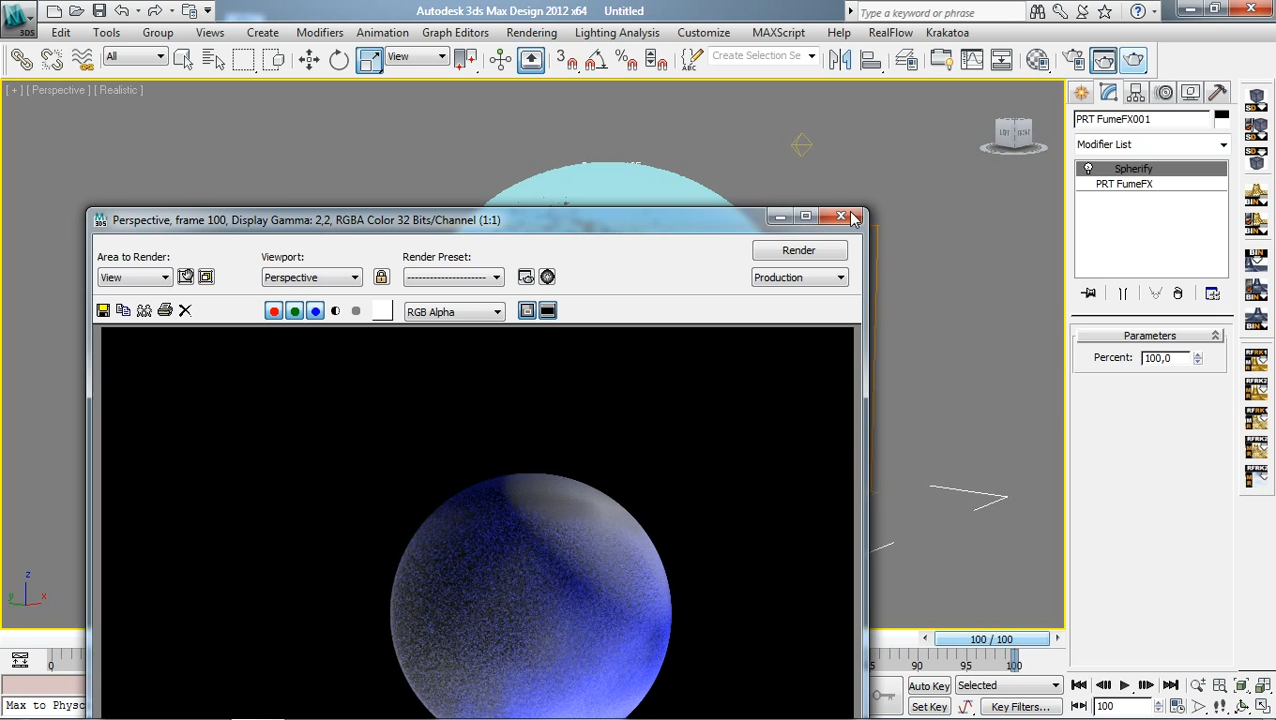 Autodesk 3ds Max Design 2012 x64 Untitled
Type a keyword or phrase
Edit Tools Group Views Create Modifiers Animation Graph Editors Rendering Lighting Analysis Customize MAXScript Help RealFlow Krakatoa
All View Create Selection Se
[ + ] [ Perspective ] [ Realistic ]
PRT FumeFX001
Modifier List
Spherify
PRT FumeFX
Perspective, frame 100, Display Gamma: 2,2, RGBA Color 32 Bits/Channel (1:1)
Area to Render: Viewport: Render Preset: Render
View Perspective -------------------- Production
RGB Alpha
Parameters
Percent: 100,0
z
y x
100 / 100
0 85 90 95 100
Auto Key Selected
Max to Physc Set Key Key Filters... 100